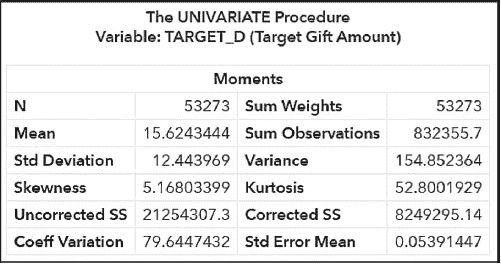 The UNIVARIATE Procedure
Variable: TARGET_D (Target Gift Amount)
Moments
N 53273 Sum Weights 53273
Mean 15.6243444 Sum Observations 832355.7
Std Deviation 12.443969 Variance 154.852364
Skewness 5.16803399 Kurtosis 52.8001929
Uncorrected SS 21254307.3 Corrected SS 8249295.14
Coeff Variation 79.6447432 Std Error Mean 0.05391447